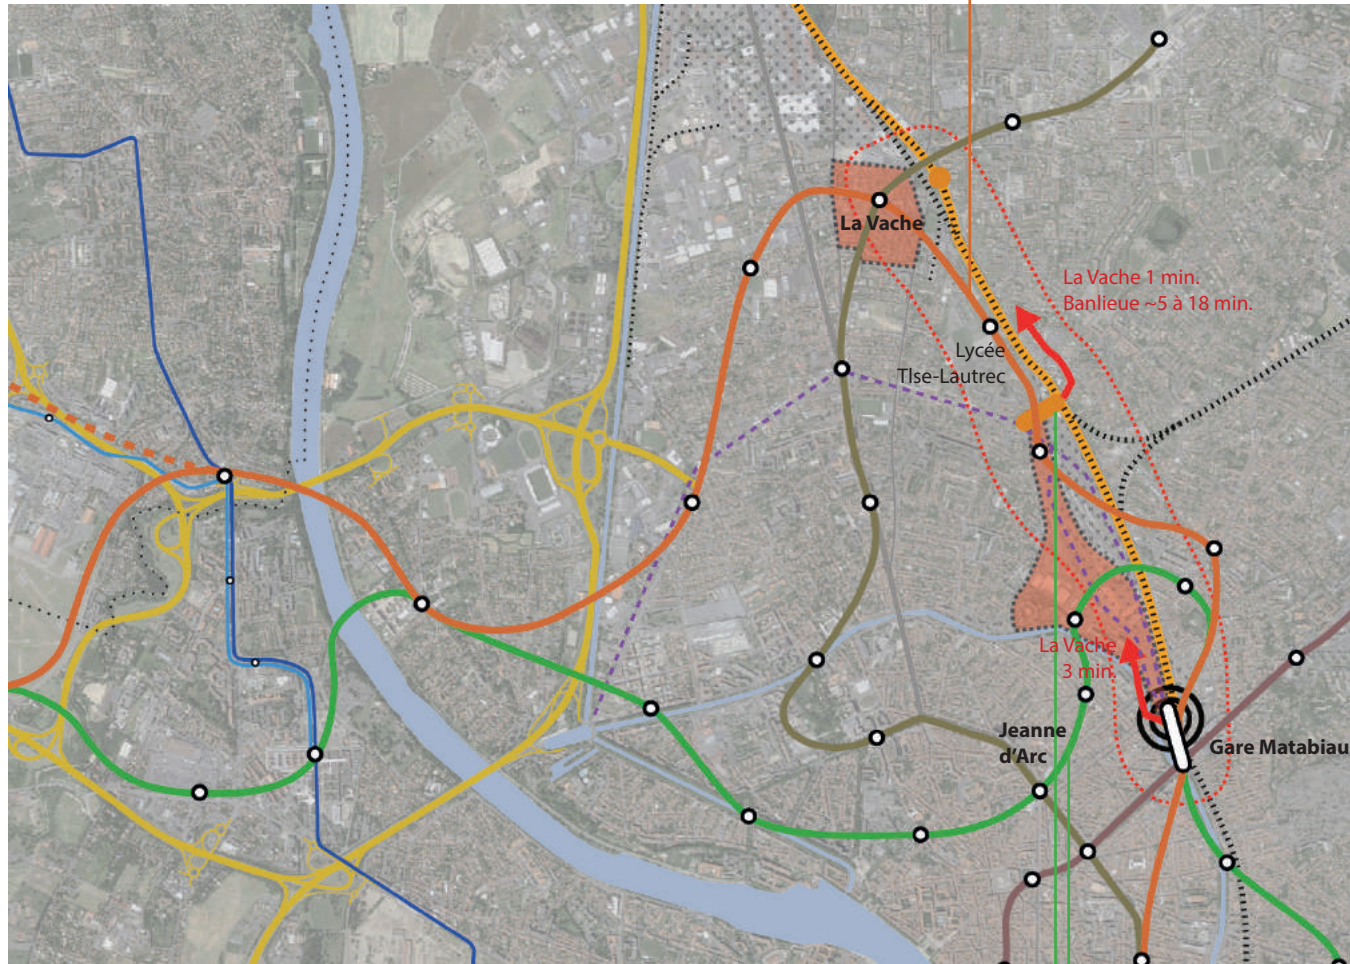 La Vache
La Vache 1 min.
Banlieue ~5 à 18 min.
Lycée
Tlse-Lautrec
La Vache
3 min.
Jeanne
d'Arc
Gare Matabiau